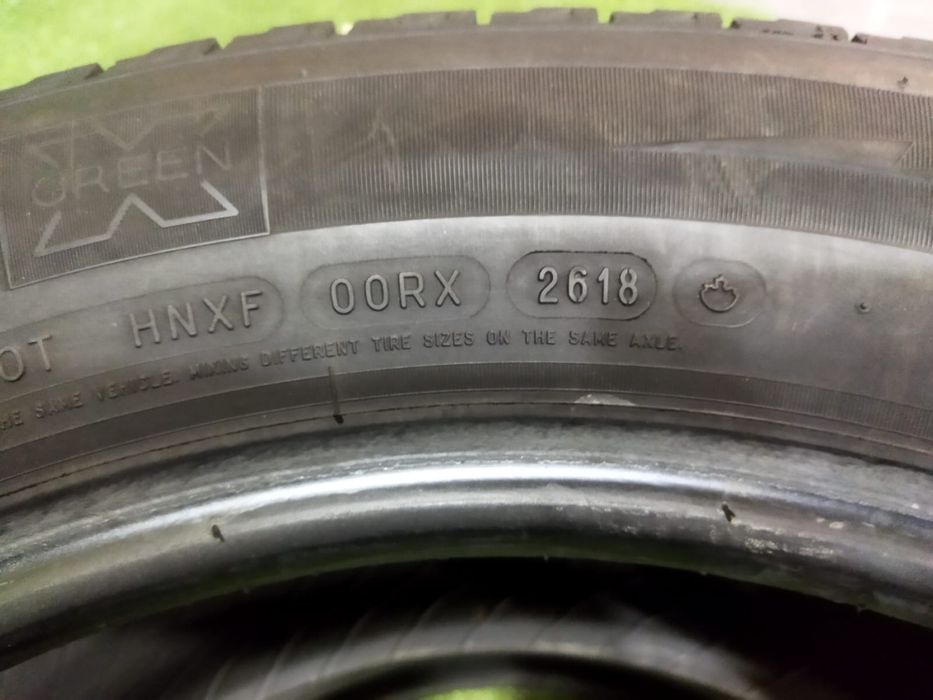 GREEN X
OT HNXF 00RX 2618
THE SAME VEHICLE. MIXING DIFFERENT TIRE SIZES ON THE SAME AXLE.